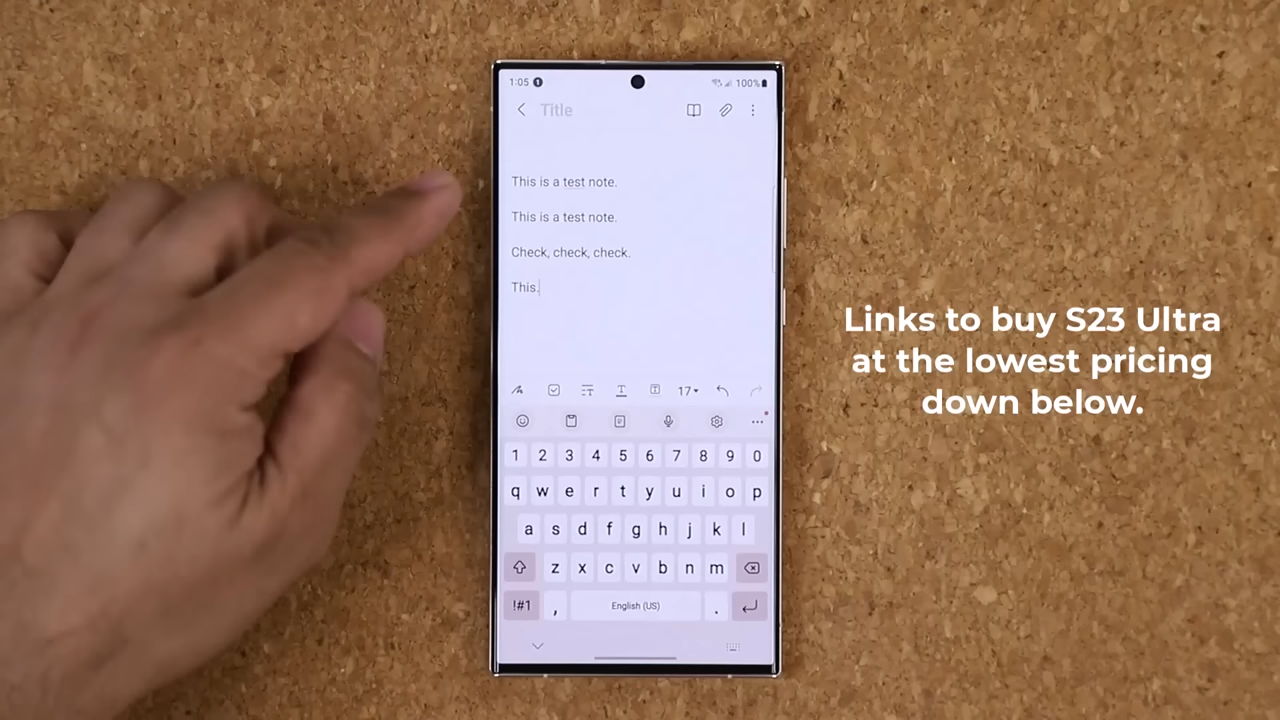 1:05 1 100%
Title
This is a test note.
This is a test note.
Check, check, check.
This.
17
1 2 3 4 5 6 7 8 9 0
q w e r t y u i o p
a s d f g h j k l
z x c v b n m
!#1 , English (US) .
Links to buy S23 Ultra
at the lowest pricing
down below.